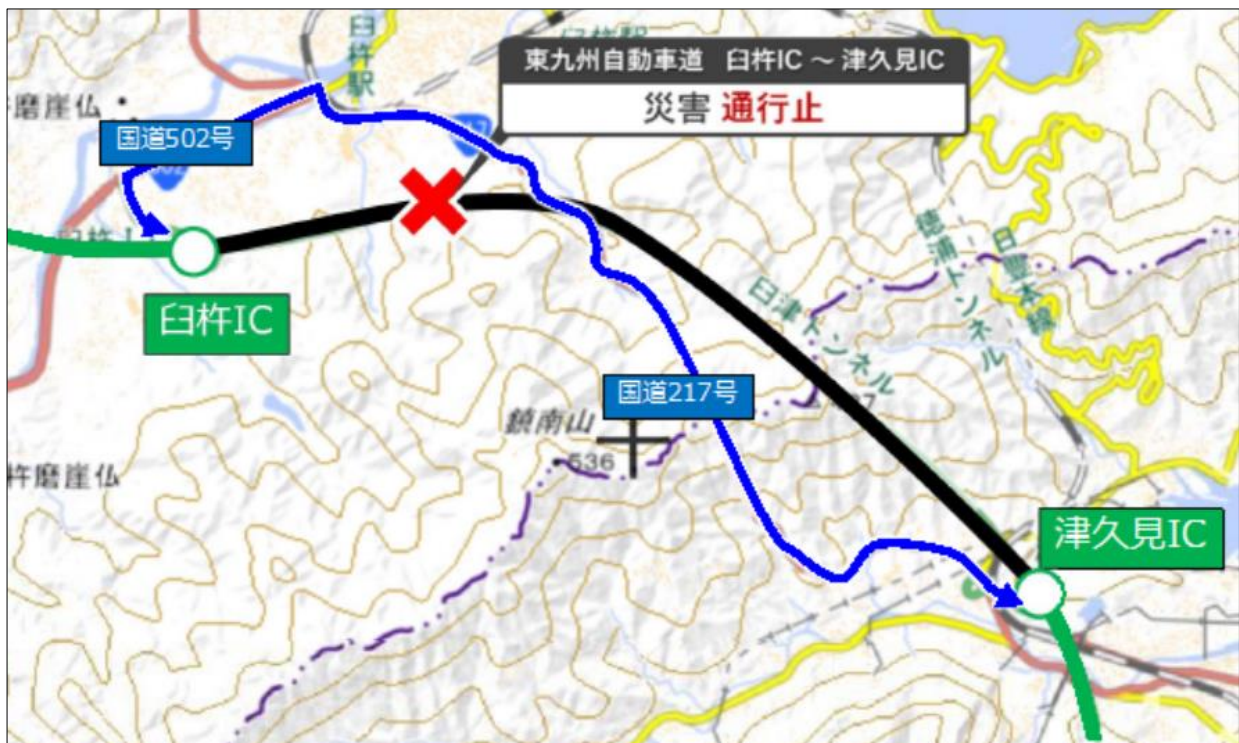 臼杵駅
東九州自動車道 臼杵IC ~ 津久見IC
災害 通行止
磨崖仏
国道502号
臼杵IC
臼津トンネル
徳浦トンネル
日豊本線
国道217号
鎮南山
536
杵磨崖仏
津久見IC